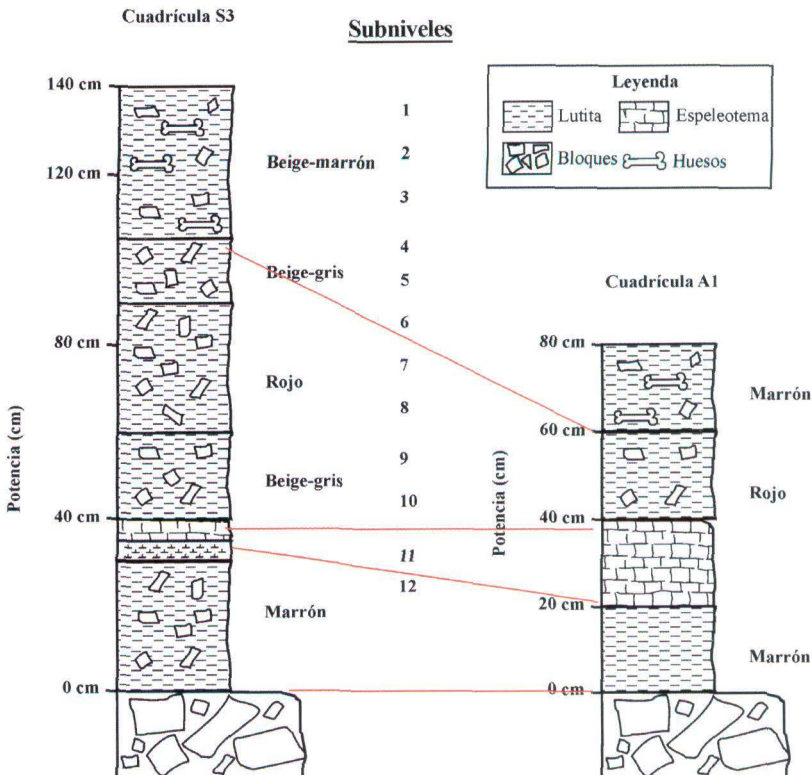 Cuadrícula S3
Subniveles
140 cm
Leyenda
Lutita
Espeleotema
Bloques
Huesos
1
Beige-marrón
2
120 cm
3
4
Beige-gris
5
Cuadrícula A1
6
80 cm
80 cm
7
Rojo
Marrón
8
60 cm
Potencia (cm)
9
Beige-gris
Potencia (cm)
Rojo
10
40 cm
40 cm
11
12
20 cm
Marrón
Marrón
0 cm
0 cm